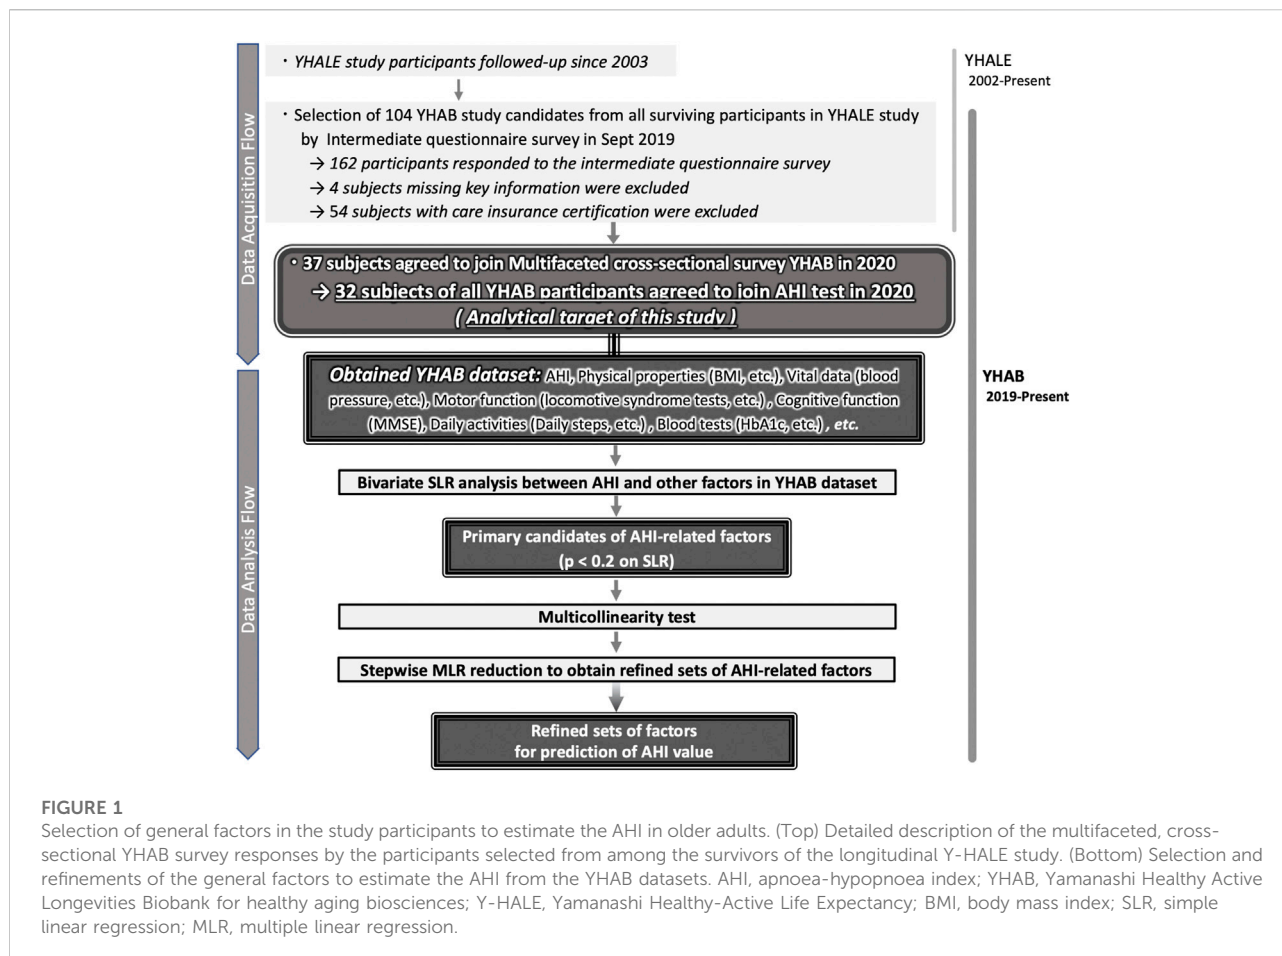 Data Acquisition Flow
・YHALE study participants followed-up since 2003
YHALE
2002-Present
・Selection of 104 YHAB study candidates from all surviving participants in YHALE study
by Intermediate questionnaire survey in Sept 2019
→ 162 participants responded to the intermediate questionnaire survey
→ 4 subjects missing key information were excluded
→ 54 subjects with care insurance certification were excluded
・37 subjects agreed to join Multifaceted cross-sectional survey YHAB in 2020
→ 32 subjects of all YHAB participants agreed to join AHI test in 2020
( Analytical target of this study )
Data Analysis Flow
Obtained YHAB dataset: AHI, Physical properties (BMI, etc.), Vital data (blood
pressure, etc.), Motor function (locomotive syndrome tests, etc.) , Cognitive function
(MMSE), Daily activities (Daily steps, etc.) , Blood tests (HbA1c, etc.) , etc.
YHAB
2019-Present
Bivariate SLR analysis between AHI and other factors in YHAB dataset
Primary candidates of AHI-related factors
(p < 0.2 on SLR)
Multicollinearity test
Stepwise MLR reduction to obtain refined sets of AHI-related factors
Refined sets of factors
for prediction of AHI value
FIGURE 1
Selection of general factors in the study participants to estimate the AHI in older adults. (Top) Detailed description of the multifaceted, cross-
sectional YHAB survey responses by the participants selected from among the survivors of the longitudinal Y-HALE study. (Bottom) Selection and
refinements of the general factors to estimate the AHI from the YHAB datasets. AHI, apnoea-hypopnoea index; YHAB, Yamanashi Healthy Active
Longevities Biobank for healthy aging biosciences; Y-HALE, Yamanashi Healthy-Active Life Expectancy; BMI, body mass index; SLR, simple
linear regression; MLR, multiple linear regression.